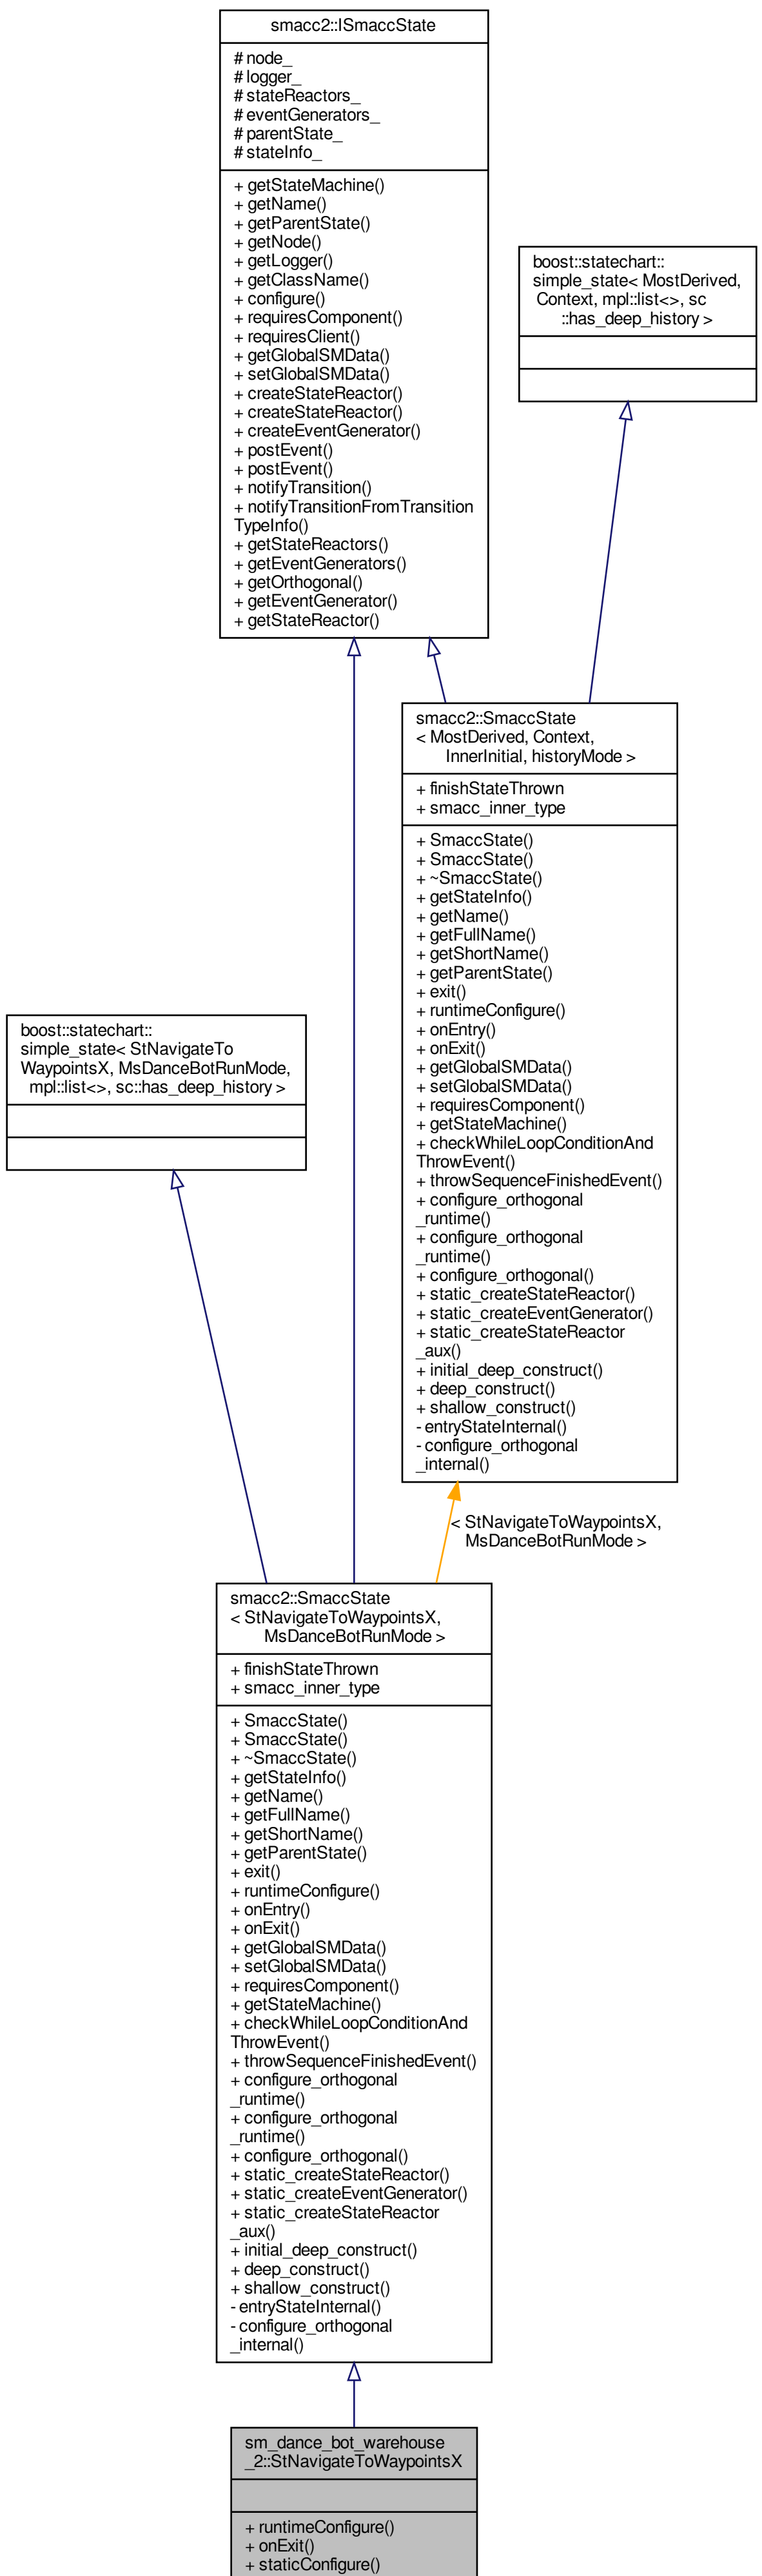 smacc2::ISmaccState
# node_
# logger_
# stateReactors_
# eventGenerators_
# parentState_
# stateInfo_
+ getStateMachine()
+ getName()
+ getParentState()
+ getNode()
+ getLogger()
+ getClassName()
+ configure()
+ requiresComponent()
+ requiresClient()
+ getGlobalSMData()
+ setGlobalSMData()
+ createStateReactor()
+ createStateReactor()
+ createEventGenerator()
+ postEvent()
+ postEvent()
+ notifyTransition()
+ notifyTransitionFromTransition
TypeInfo()
+ getStateReactors()
+ getEventGenerators()
+ getOrthogonal()
+ getEventGenerator()
+ getStateReactor()
boost::statechart::
simple_state< MostDerived,
Context, mpl::list<>, sc
::has_deep_history >
smacc2::SmaccState
< MostDerived, Context,
InnerInitial, historyMode >
+ finishStateThrown
+ smacc_inner_type
+ SmaccState()
+ SmaccState()
+ ~SmaccState()
+ getStateInfo()
+ getName()
+ getFullName()
+ getShortName()
+ getParentState()
+ exit()
+ runtimeConfigure()
+ onEntry()
+ onExit()
+ getGlobalSMData()
+ setGlobalSMData()
+ requiresComponent()
+ getStateMachine()
+ checkWhileLoopConditionAnd
ThrowEvent()
+ throwSequenceFinishedEvent()
+ configure_orthogonal
_runtime()
+ configure_orthogonal
_runtime()
+ configure_orthogonal()
+ static_createStateReactor()
+ static_createEventGenerator()
+ static_createStateReactor
_aux()
+ initial_deep_construct()
+ deep_construct()
+ shallow_construct()
- entryStateInternal()
- configure_orthogonal
_internal()
boost::statechart::
simple_state< StNavigateTo
WaypointsX, MsDanceBotRunMode,
mpl::list<>, sc::has_deep_history >
< StNavigateToWaypointsX,
MsDanceBotRunMode >
smacc2::SmaccState
< StNavigateToWaypointsX,
MsDanceBotRunMode >
+ finishStateThrown
+ smacc_inner_type
+ SmaccState()
+ SmaccState()
+ ~SmaccState()
+ getStateInfo()
+ getName()
+ getFullName()
+ getShortName()
+ getParentState()
+ exit()
+ runtimeConfigure()
+ onEntry()
+ onExit()
+ getGlobalSMData()
+ setGlobalSMData()
+ requiresComponent()
+ getStateMachine()
+ checkWhileLoopConditionAnd
ThrowEvent()
+ throwSequenceFinishedEvent()
+ configure_orthogonal
_runtime()
+ configure_orthogonal
_runtime()
+ configure_orthogonal()
+ static_createStateReactor()
+ static_createEventGenerator()
+ static_createStateReactor
_aux()
+ initial_deep_construct()
+ deep_construct()
+ shallow_construct()
- entryStateInternal()
- configure_orthogonal
_internal()
sm_dance_bot_warehouse
_2::StNavigateToWaypointsX
+ runtimeConfigure()
+ onExit()
+ staticConfigure()